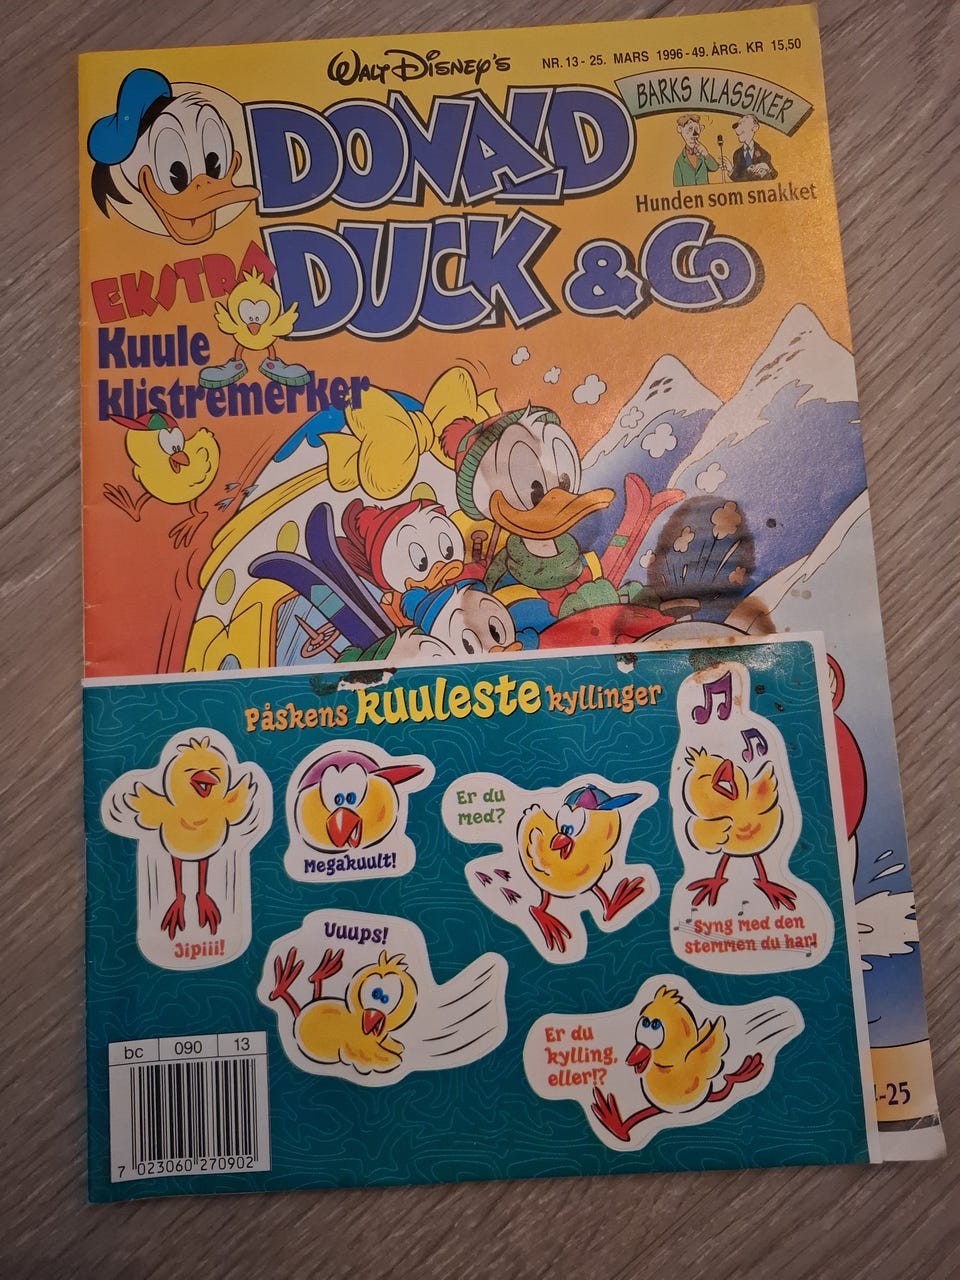 WALT DISNEY'S
NR. 13 - 25. MARS 1996 - 49. ÅRG. KR 15,50
DONALD
DUCK & Co
BARKS KLASSIKER
Hunden som snakket
EKSTRA
Kuule
klistremerker
Påskens kuuleste kyllinger
Jipiii!
Megakuult!
Er du
med?
Syng med den
stemmen du har!
Uuups!
Er du
kylling,
eller!?
bc 090 13
7 023060 270902
-25